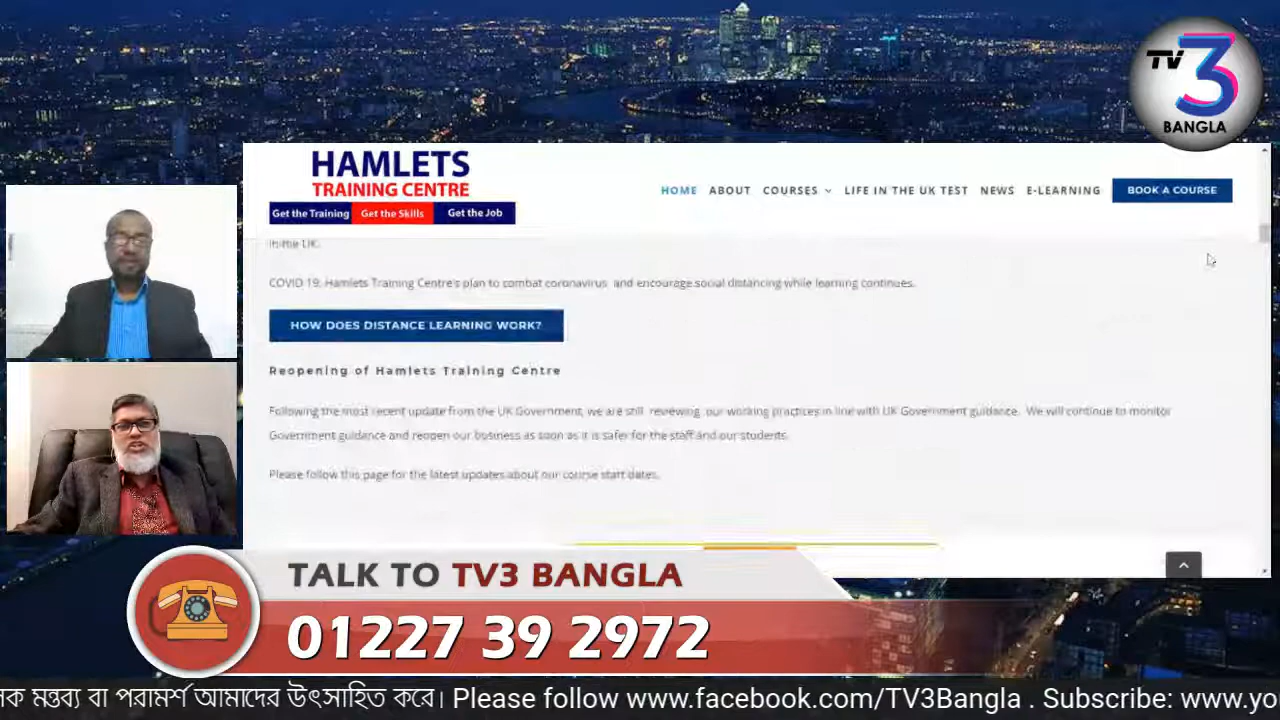 TV3
BANGLA
HAMLETS
TRAINING CENTRE
Get the Training Get the Skills Get the Job
HOME ABOUT COURSES LIFE IN THE UK TEST NEWS E-LEARNING BOOK A COURSE
in the UK.
COVID 19: Hamlets Training Centre's plan to combat coronavirus and encourage social distancing while learning continues.
HOW DOES DISTANCE LEARNING WORK?
Reopening of Hamlets Training Centre
Following the most recent update from the UK Government, we are still reviewing our working practices in line with UK Government guidance. We will continue to monitor
Government guidance and reopen our business as soon as it is safer for the staff and our students.
Please follow this page for the latest updates about our course start dates.
TALK TO TV3 BANGLA
01227 39 2972
মন্তব্য বা পরামর্শ আমাদের উৎসাহিত করে। Please follow www.facebook.com/TV3Bangla . Subscribe: www.yo